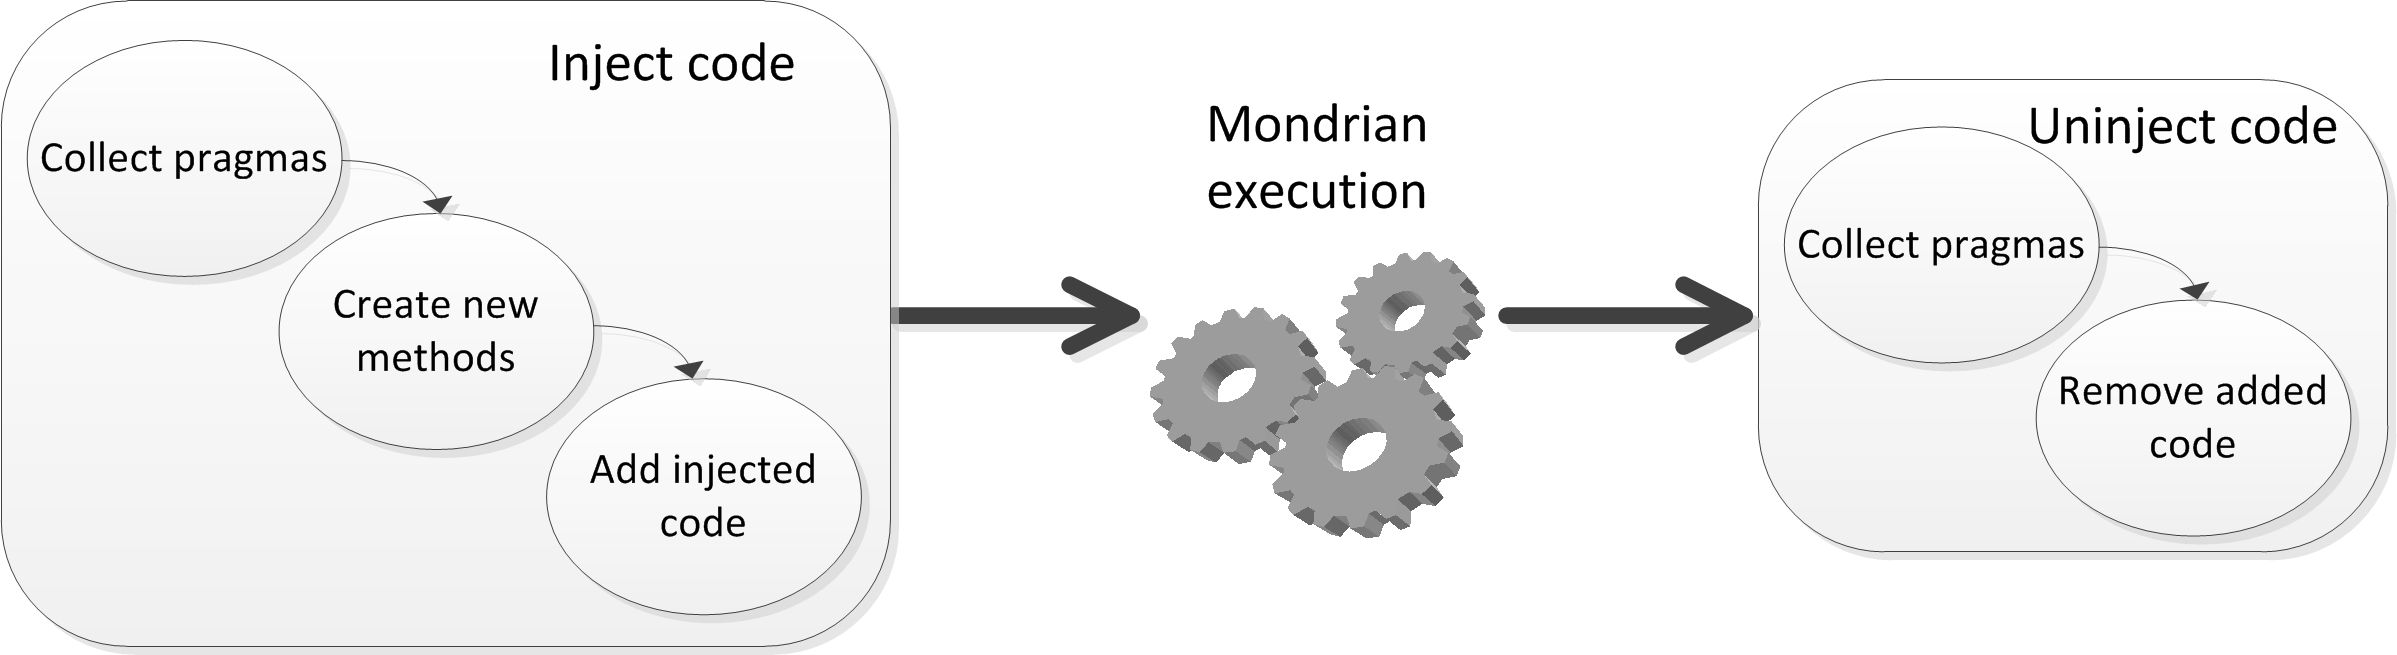 Inject code
Collect pragmas
Create new
methods
Add injected
code
Mondrian
execution
Uninject code
Collect pragmas
Remove added
code